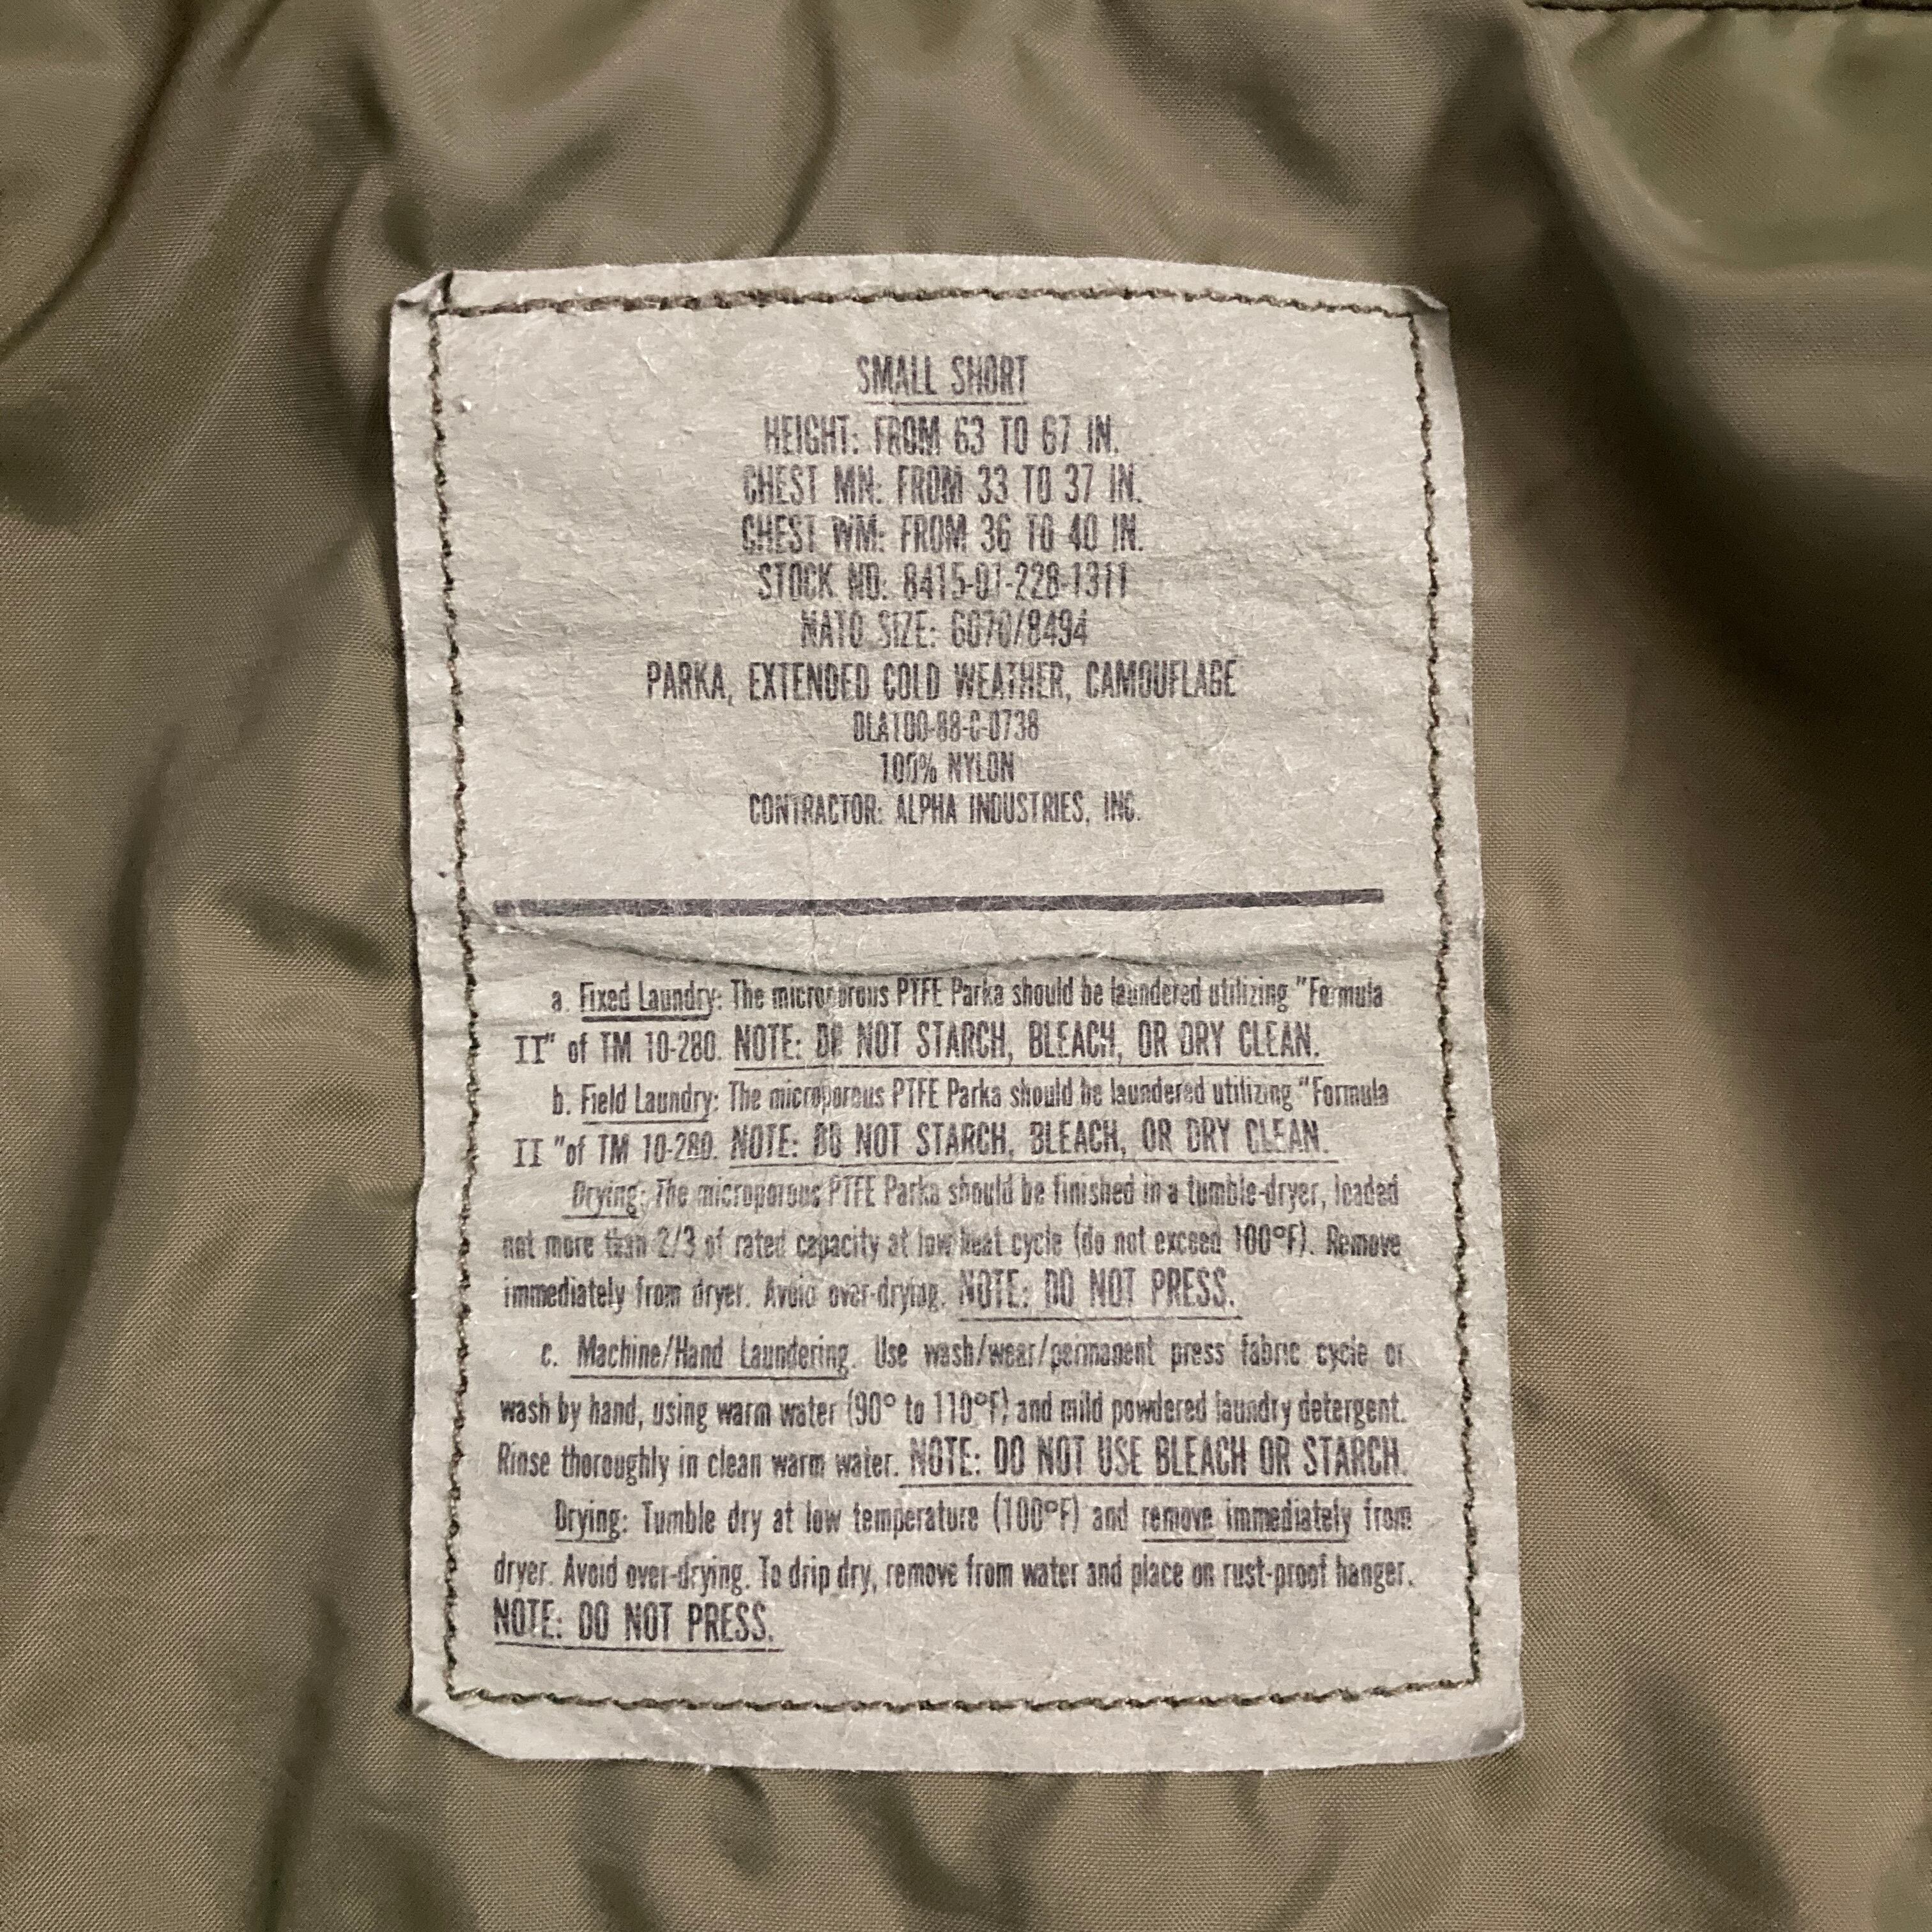 SMALL SHORT
HEIGHT: FROM 63 TO 67 IN.
CHEST MN: FROM 33 TO 37 IN.
CHEST WM: FROM 36 TO 40 IN.
STOCK NO: 8415-01-228-1311
NATO SIZE: 6070/8494
PARKA, EXTENDED COLD WEATHER, CAMOUFLAGE
DLA100-88-C-0738
100% NYLON
CONTRACTOR: ALPHA INDUSTRIES, INC.
a. Fixed Laundry: The microporous PTFE Parka should be laundered utilizing "Formula
II" of TM 10-280. NOTE: DO NOT STARCH, BLEACH, OR DRY CLEAN.
b. Field Laundry: The microporous PTFE Parka should be laundered utilizing "Formula
II "of TM 10-280. NOTE: DO NOT STARCH, BLEACH, OR DRY CLEAN.
Drying: The microporous PTFE Parka should be finished in a tumble-dryer, loaded
not more than 2/3 of rated capacity at low heat cycle (do not exceed 100°F). Remove
immediately from dryer. Avoid over-drying. NOTE: DO NOT PRESS.
c. Machine/Hand Laundering. Use wash/wear/permanent press fabric cycle or
wash by hand, using warm water (90° to 110°F) and mild powdered laundry detergent.
Rinse thoroughly in clean warm water. NOTE: DO NOT USE BLEACH OR STARCH.
Drying: Tumble dry at low temperature (100°F) and remove immediately from
dryer. Avoid over-drying. To drip dry, remove from water and place on rust-proof hanger.
NOTE: DO NOT PRESS.